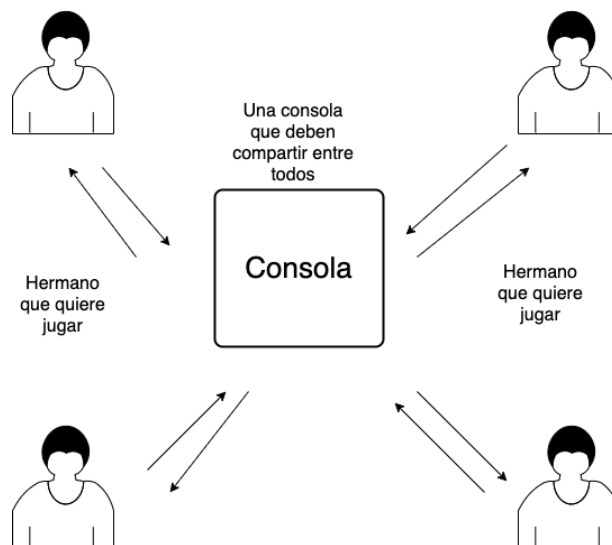 Una consola
que deben
compartir entre
todos
Consola
Hermano
que quiere
jugar
Hermano
que quiere
jugar